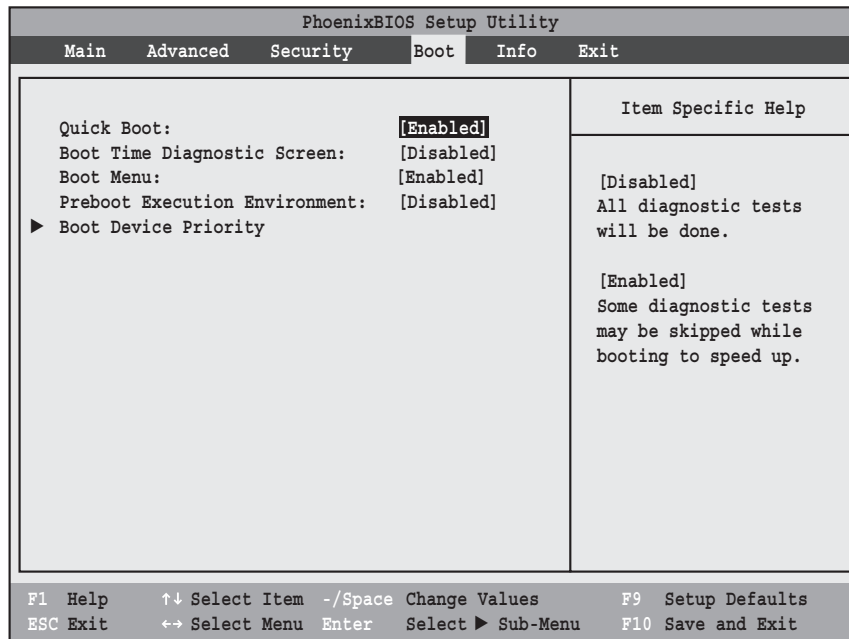 PhoenixBIOS Setup Utility
Main Advanced Security Boot Info Exit
Quick Boot: [Enabled]
Boot Time Diagnostic Screen: [Disabled]
Boot Menu: [Enabled]
Preboot Execution Environment: [Disabled]
▶ Boot Device Priority
Item Specific Help
[Disabled]
All diagnostic tests
will be done.
[Enabled]
Some diagnostic tests
may be skipped while
booting to speed up.
F1 Help ↑↓ Select Item -/Space Change Values F9 Setup Defaults
ESC Exit ←→ Select Menu Enter Select ▶ Sub-Menu F10 Save and Exit